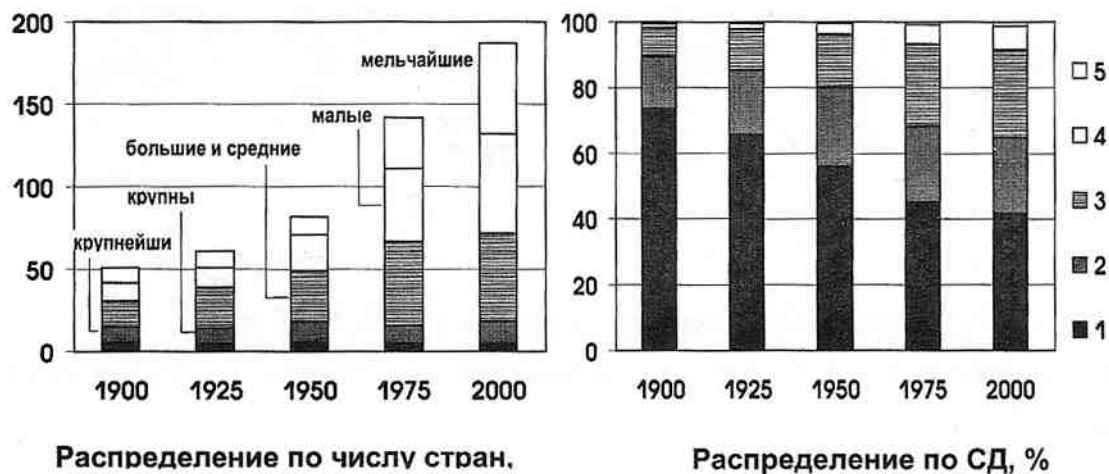 200
150
100
50
0
мельчайшие
малые
большие и средние
крупны
крупнейши
1900 1925 1950 1975 2000
Распределение по числу стран.
100
80
60
40
20
0
5
4
3
2
1
1900 1925 1950 1975 2000
Распределение по СД, %